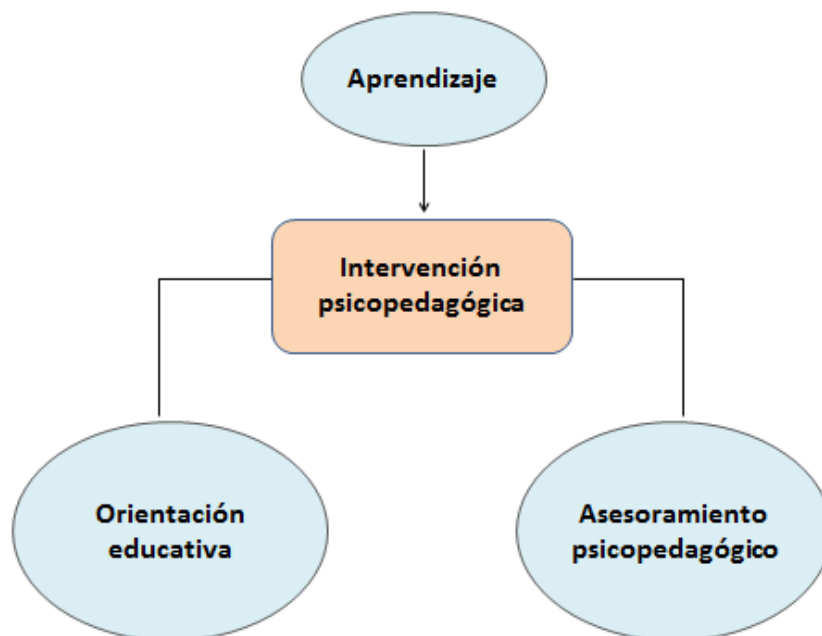 Aprendizaje
Intervención
psicopedagógica
Orientación
educativa
Asesoramiento
psicopedagógico